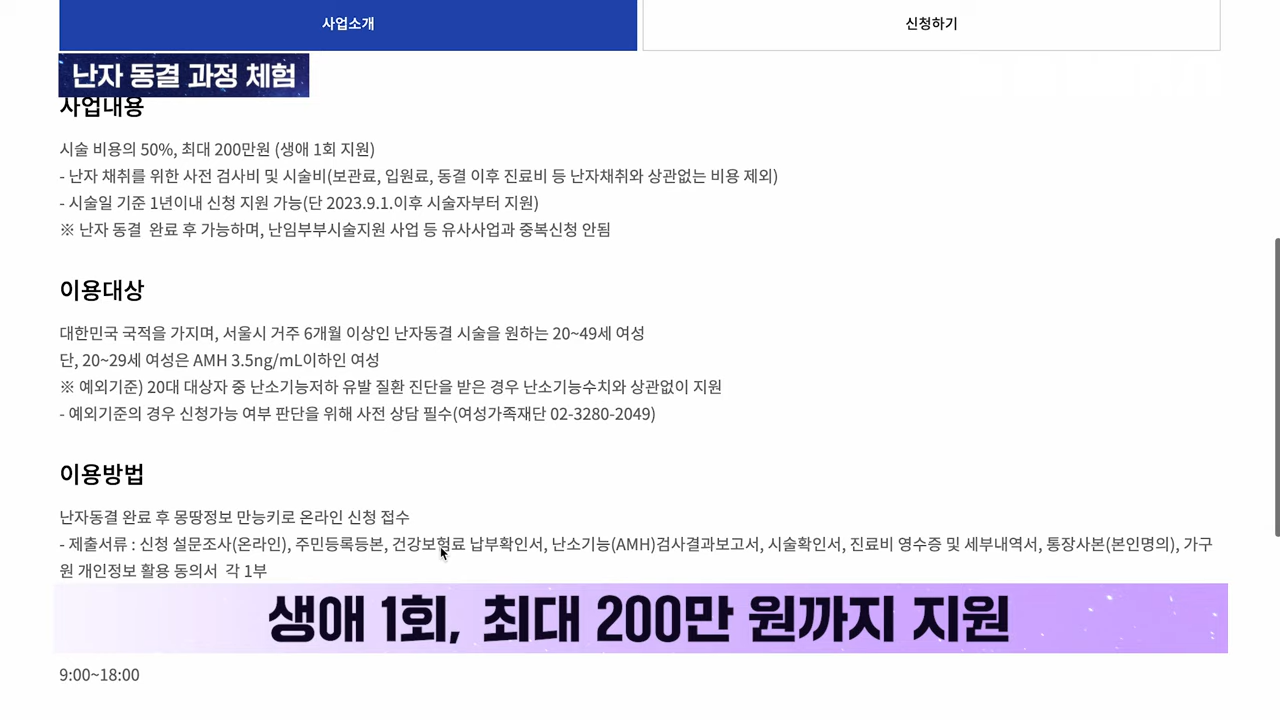 사업소개
신청하기
난자 동결 과정 체험
사업내용
시술 비용의 50%, 최대 200만원 (생애 1회 지원)
- 난자 채취를 위한 사전 검사비 및 시술비(보관료, 입원료, 동결 이후 진료비 등 난자채취와 상관없는 비용 제외)
- 시술일 기준 1년이내 신청 지원 가능(단 2023.9.1.이후 시술자부터 지원)
※ 난자 동결  완료 후 가능하며, 난임부부시술지원 사업 등 유사사업과 중복신청 안됨
이용대상
대한민국 국적을 가지며, 서울시 거주 6개월 이상인 난자동결 시술을 원하는 20~49세 여성
단, 20~29세 여성은 AMH 3.5ng/mL이하인 여성
※ 예외기준) 20대 대상자 중 난소기능저하 유발 질환 진단을 받은 경우 난소기능수치와 상관없이 지원
- 예외기준의 경우 신청가능 여부 판단을 위해 사전 상담 필수(여성가족재단 02-3280-2049)
이용방법
난자동결 완료 후 몽땅정보 만능키로 온라인 신청 접수
- 제출서류 : 신청 설문조사(온라인), 주민등록등본, 건강보험료 납부확인서, 난소기능(AMH)검사결과보고서, 시술확인서, 진료비 영수증 및 세부내역서, 통장사본(본인명의), 가구
원 개인정보 활용 동의서  각 1부
생애 1회, 최대 200만 원까지 지원
9:00~18:00